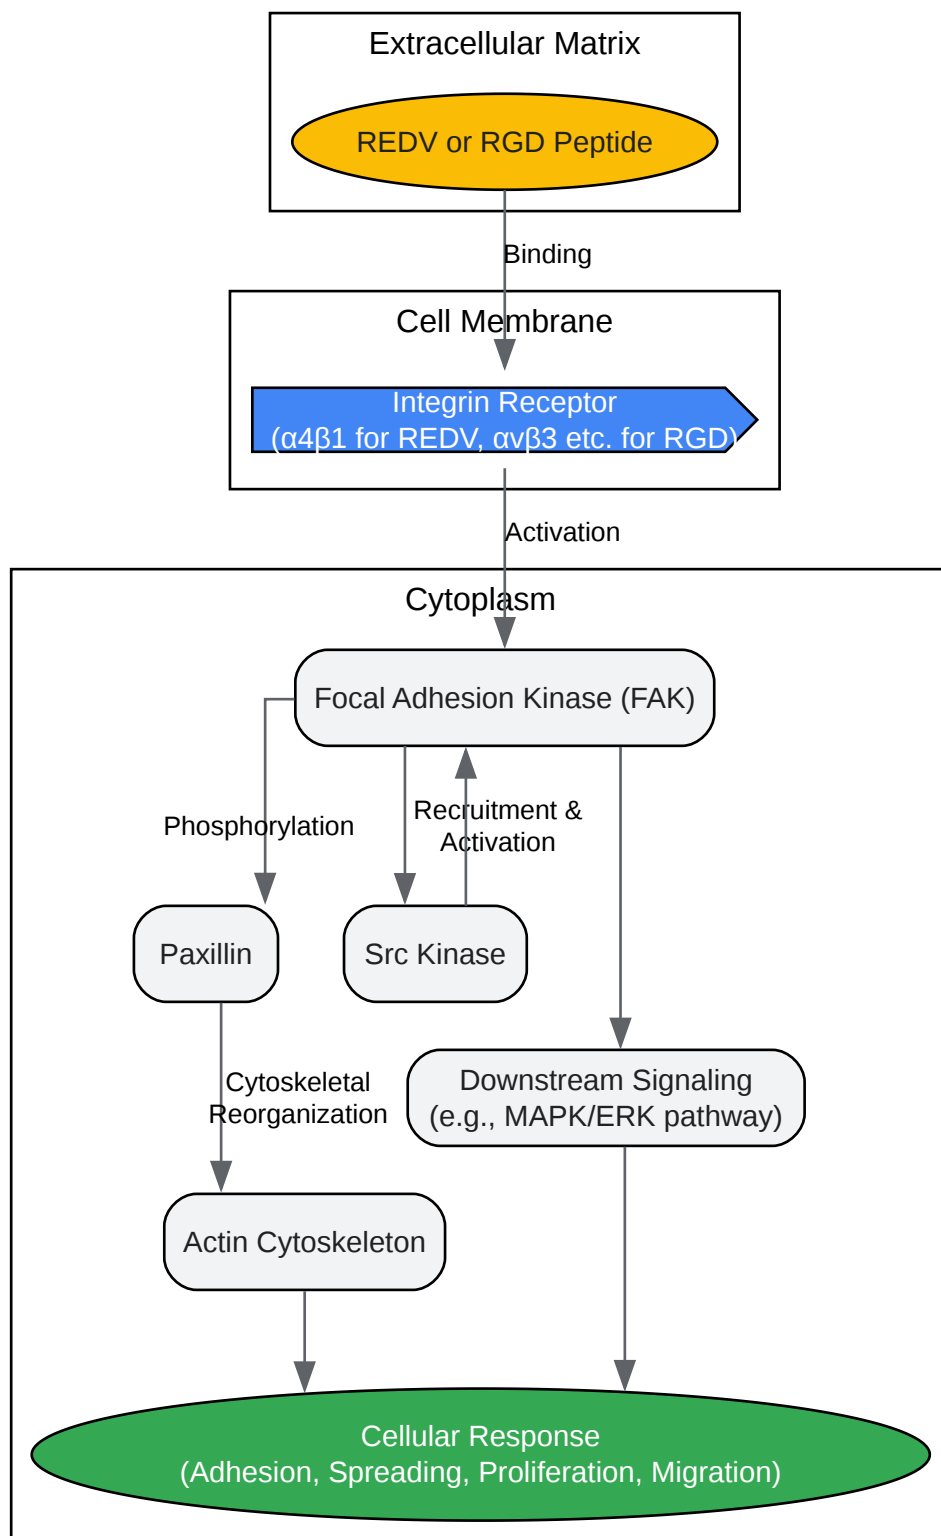 Extracellular Matrix
REDV or RGD Peptide
Binding
Cell Membrane
Integrin Receptor
(α4β1 for REDV, αvβ3 etc. for RGD)
Activation
Cytoplasm
Focal Adhesion Kinase (FAK)
Phosphorylation
Recruitment &
Activation
Paxillin
Src Kinase
Cytoskeletal
Reorganization
Downstream Signaling
(e.g., MAPK/ERK pathway)
Actin Cytoskeleton
Cellular Response
(Adhesion, Spreading, Proliferation, Migration)